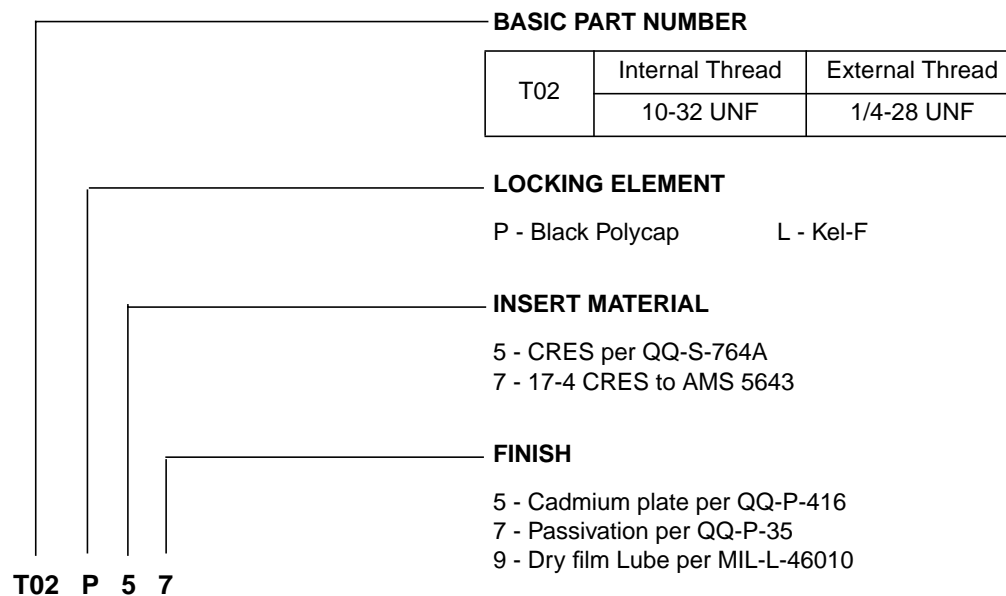 BASIC PART NUMBER
T02 Internal Thread External Thread
10-32 UNF 1/4-28 UNF
LOCKING ELEMENT
P - Black Polycap L - Kel-F
INSERT MATERIAL
5 - CRES per QQ-S-764A
7 - 17-4 CRES to AMS 5643
FINISH
5 - Cadmium plate per QQ-P-416
7 - Passivation per QQ-P-35
9 - Dry film Lube per MIL-L-46010
T02 P 5 7